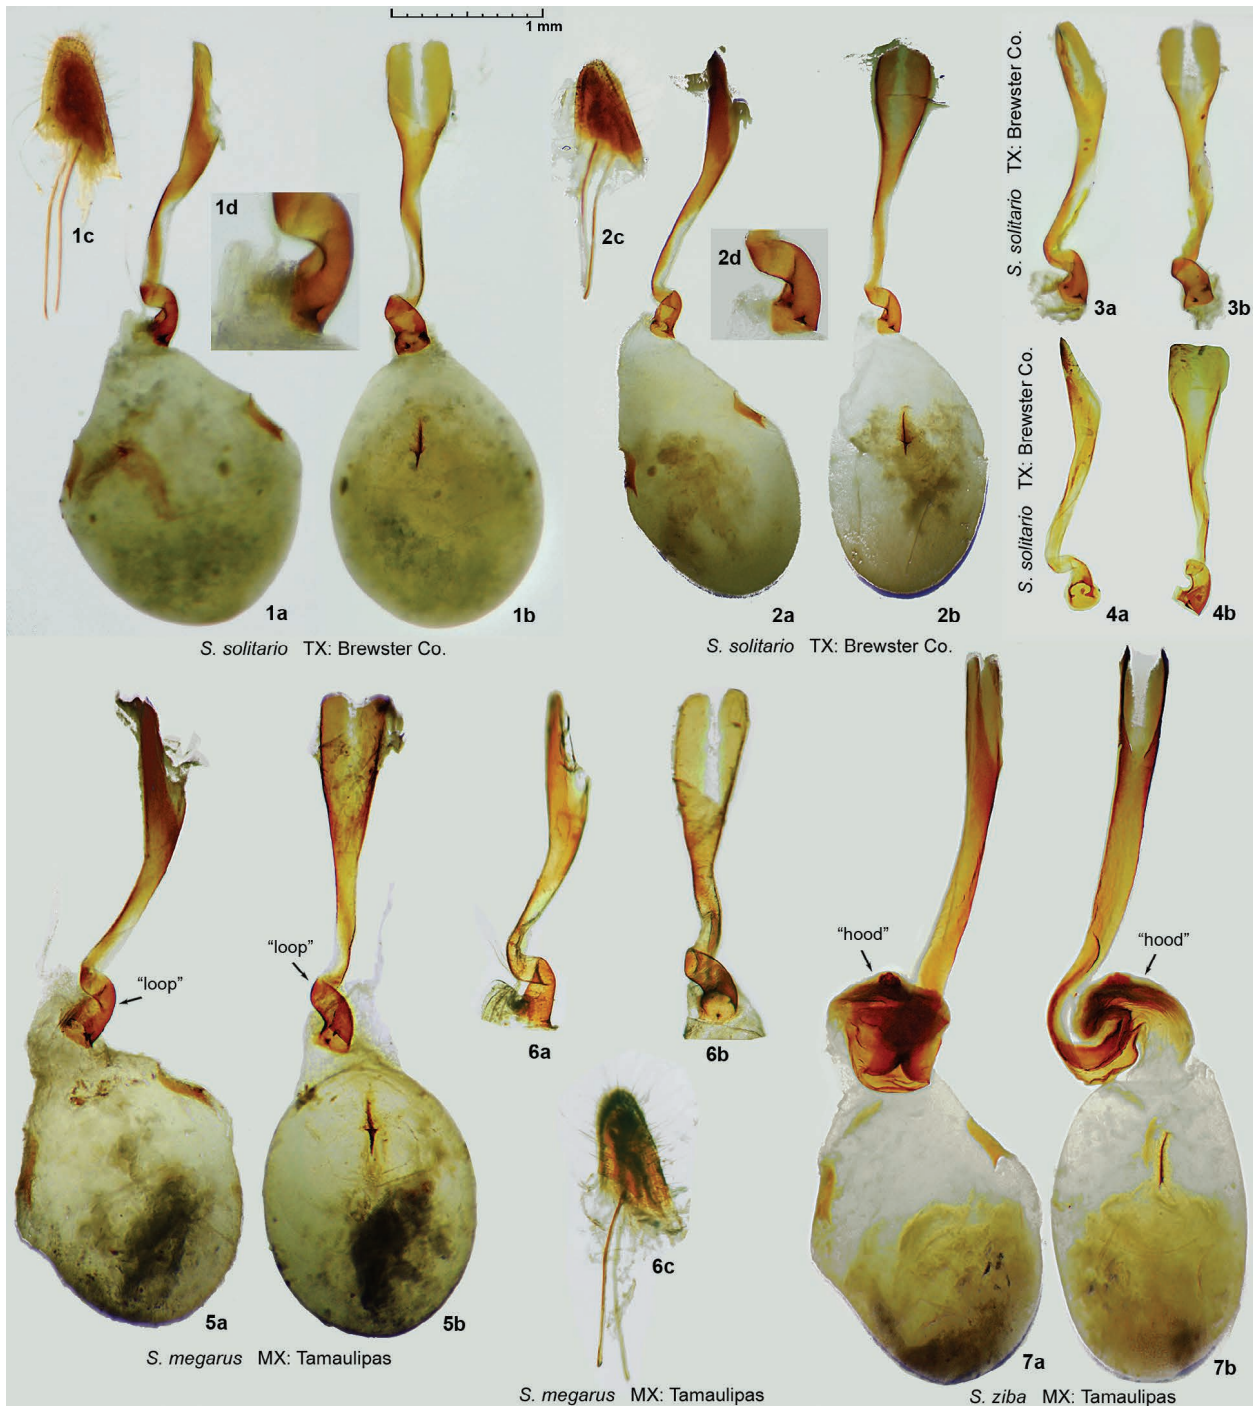 1 mm
1c
1d
1a
1b
S. solitario TX: Brewster Co.
2c
2d
2a
2b
S. solitario TX: Brewster Co.
S. solitario TX: Brewster Co.
3a
3b
S. solitario TX: Brewster Co.
4a
4b
"loop"
"loop"
5a
5b
S. megarus MX: Tamaulipas
6a
6b
6c
S. megarus MX: Tamaulipas
"hood"
"hood"
7a
7b
S. ziba MX: Tamaulipas